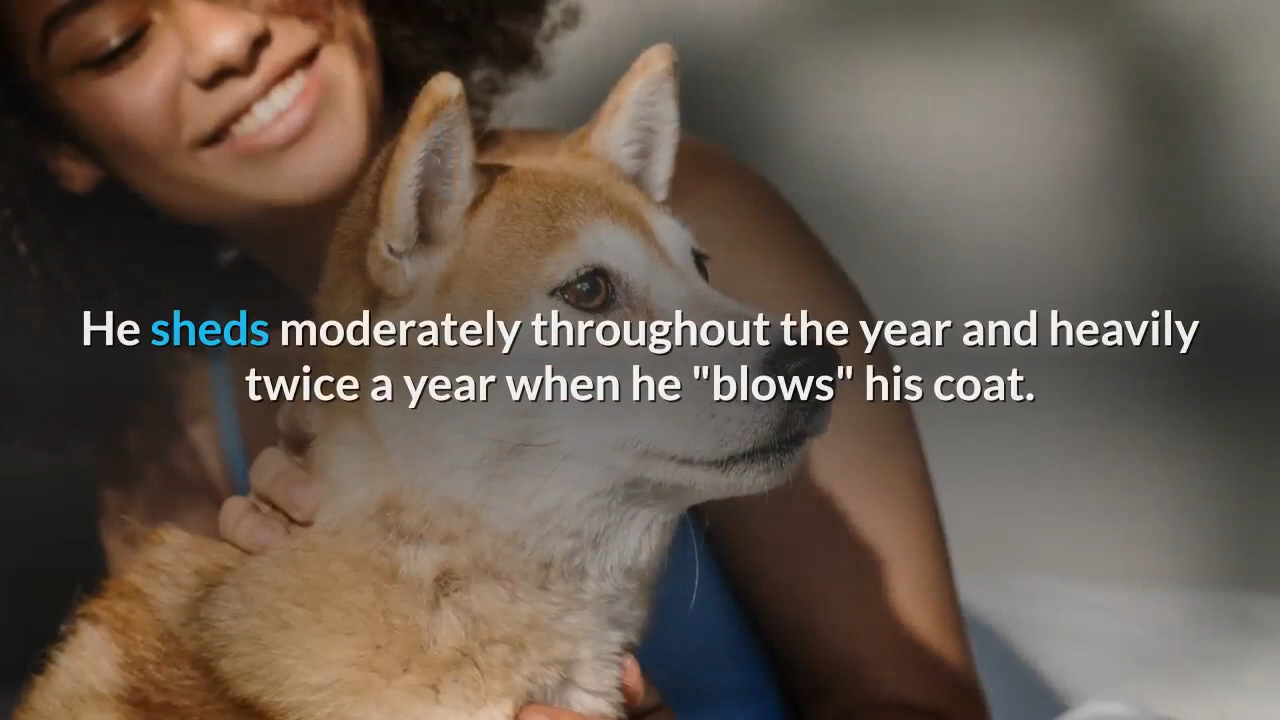 He sheds moderately throughout the year and heavily
twice a year when he "blows" his coat.